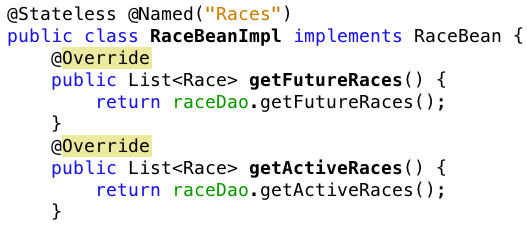 @Stateless @Named("Races")
public class RaceBeanImpl implements RaceBean {
    @Override
    public List<Race> getFutureRaces() {
        return raceDao.getFutureRaces();
    }
    @Override
    public List<Race> getActiveRaces() {
        return raceDao.getActiveRaces();
    }